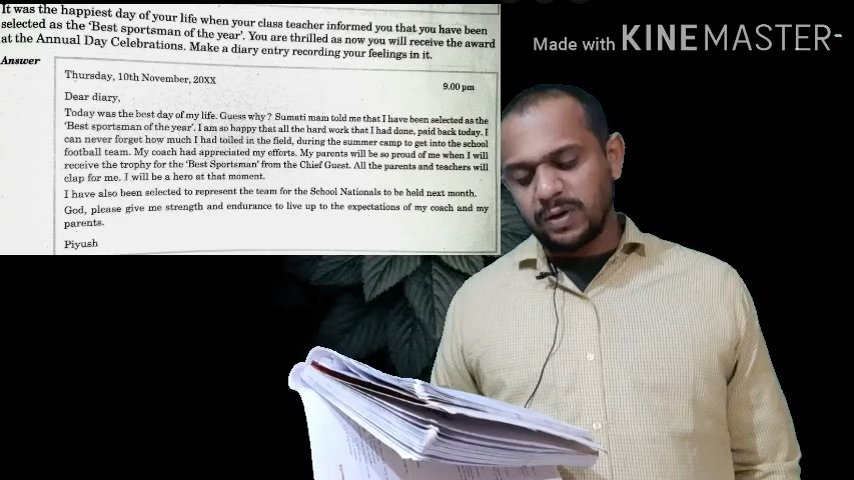 It was the happiest day of your life when your class teacher informed you that you have been
selected as the 'Best sportsman of the year'. You are thrilled as now you will receive the award
at the Annual Day Celebrations. Make a diary entry recording your feelings in it.
Answer
Thursday, 10th November, 20XX
9.00 pm
Dear diary,
Today was the best day of my life. Guess why? Sumati mam told me that I have been selected as the
'Best sportsman of the year'. I am so happy that all the hard work that I had done, paid back today. I
can never forget how much I had toiled in the field, during the summer camp to get into the school
football team. My coach had appreciated my efforts. My parents will be so proud of me when I will
receive the trophy for the 'Best Sportsman' from the Chief Guest. All the parents and teachers will
clap for me. I will be a hero at that moment.
I have also been selected to represent the team for the School Nationals to be held next month.
God, please give me strength and endurance to live up to the expectations of my coach and my
parents.
Piyush
Made with KINEMASTER